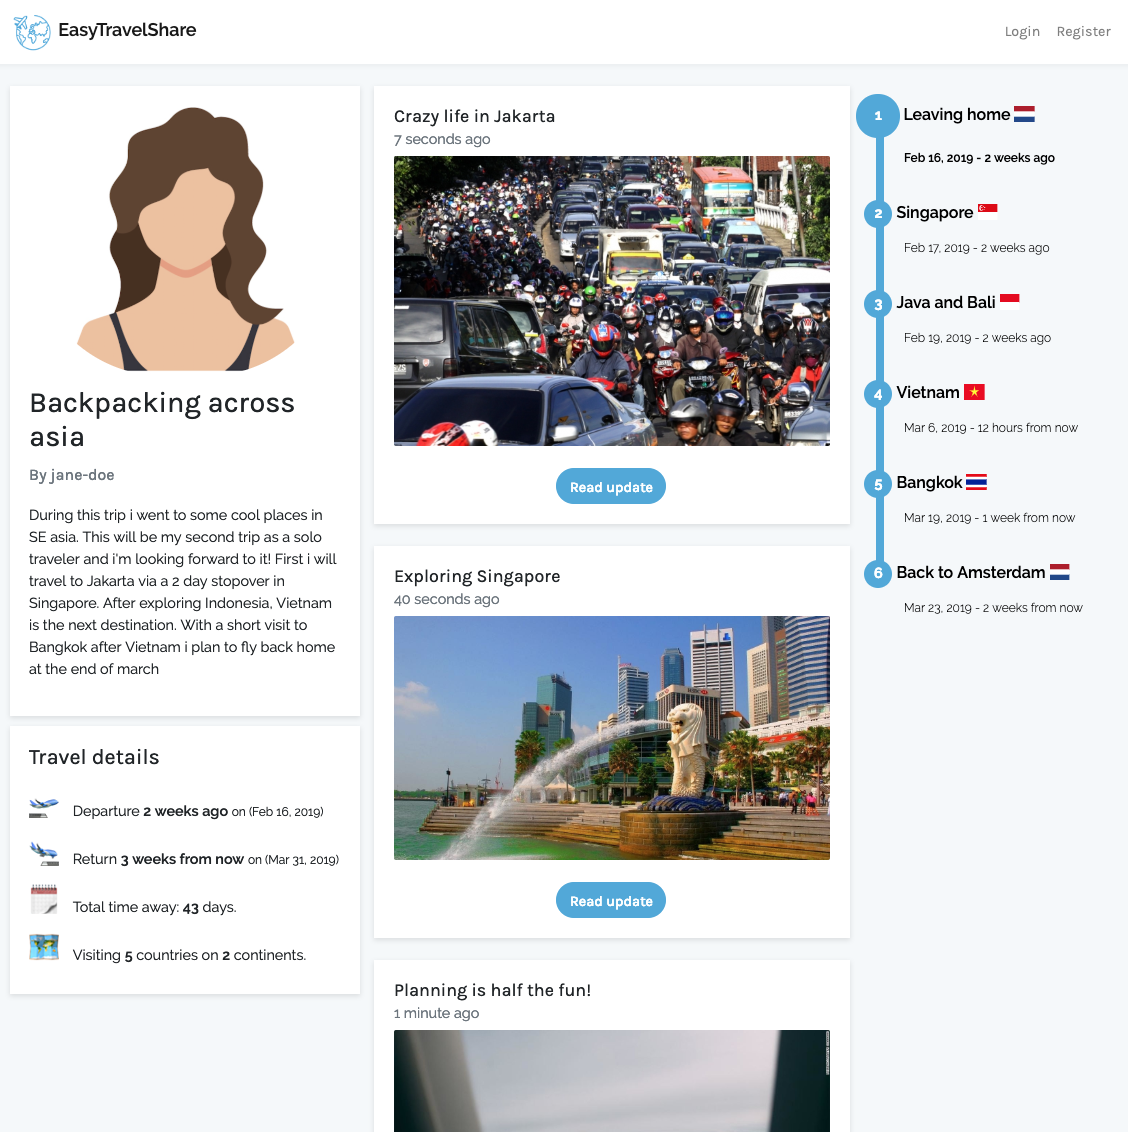 EasyTravelShare
Login
Register
Backpacking across
asia
By jane-doe
During this trip i went to some cool places in
SE asia. This will be my second trip as a solo
traveler and i'm looking forward to it! First i will
travel to Jakarta via a 2 day stopover in
Singapore. After exploring Indonesia, Vietnam
is the next destination. With a short visit to
Bangkok after Vietnam i plan to fly back home
at the end of march
Travel details
Departure 2 weeks ago on (Feb 16, 2019)
Return 3 weeks from now on (Mar 31, 2019)
Total time away: 43 days.
Visiting 5 countries on 2 continents.
Crazy life in Jakarta
7 seconds ago
Read update
Exploring Singapore
40 seconds ago
Read update
Planning is half the fun!
1 minute ago
1 Leaving home
Feb 16, 2019 - 2 weeks ago
2 Singapore
Feb 17, 2019 - 2 weeks ago
3 Java and Bali
Feb 19, 2019 - 2 weeks ago
4 Vietnam
Mar 6, 2019 - 12 hours from now
5 Bangkok
Mar 19, 2019 - 1 week from now
6 Back to Amsterdam
Mar 23, 2019 - 2 weeks from now